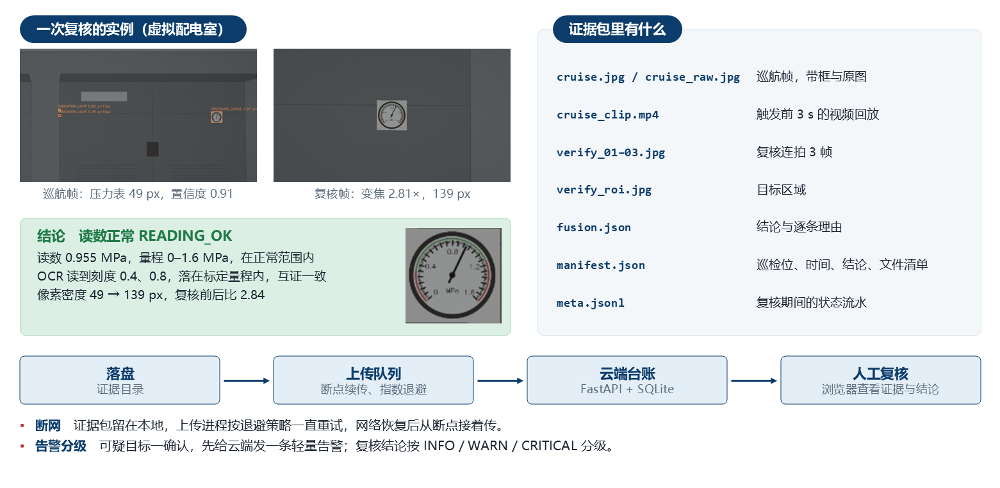 一次复核的实例（虚拟配电室）
INDICATOR_LIGHT 0.80 p=11px
INDICATOR_LIGHT 0.76 p=10px
PRESSURE_GAUGE 0.91
巡航帧：压力表 49 px，置信度 0.91
复核帧：变焦 2.81×，139 px
结论 读数正常 READING_OK
读数 0.955 MPa，量程 0–1.6 MPa，在正常范围内
OCR 读到刻度 0.4、0.8，落在标定量程内，互证一致
像素密度 49 → 139 px，复核前后比 2.84
0.8
0.4
1.2
0 MPa 1.6
证据包里有什么
cruise.jpg / cruise_raw.jpg 巡航帧，带框与原图
cruise_clip.mp4 触发前 3 s 的视频回放
verify_01–03.jpg 复核连拍 3 帧
verify_roi.jpg 目标区域
fusion.json 结论与逐条理由
manifest.json 巡检位、时间、结论、文件清单
meta.jsonl 复核期间的状态流水
落盘
证据目录
上传队列
断点续传、指数退避
云端台账
FastAPI + SQLite
人工复核
浏览器查看证据与结论
▪ 断网 证据包留在本地，上传进程按退避策略一直重试，网络恢复后从断点接着传。
▪ 告警分级 可疑目标一确认，先给云端发一条轻量告警；复核结论按 INFO / WARN / CRITICAL 分级。